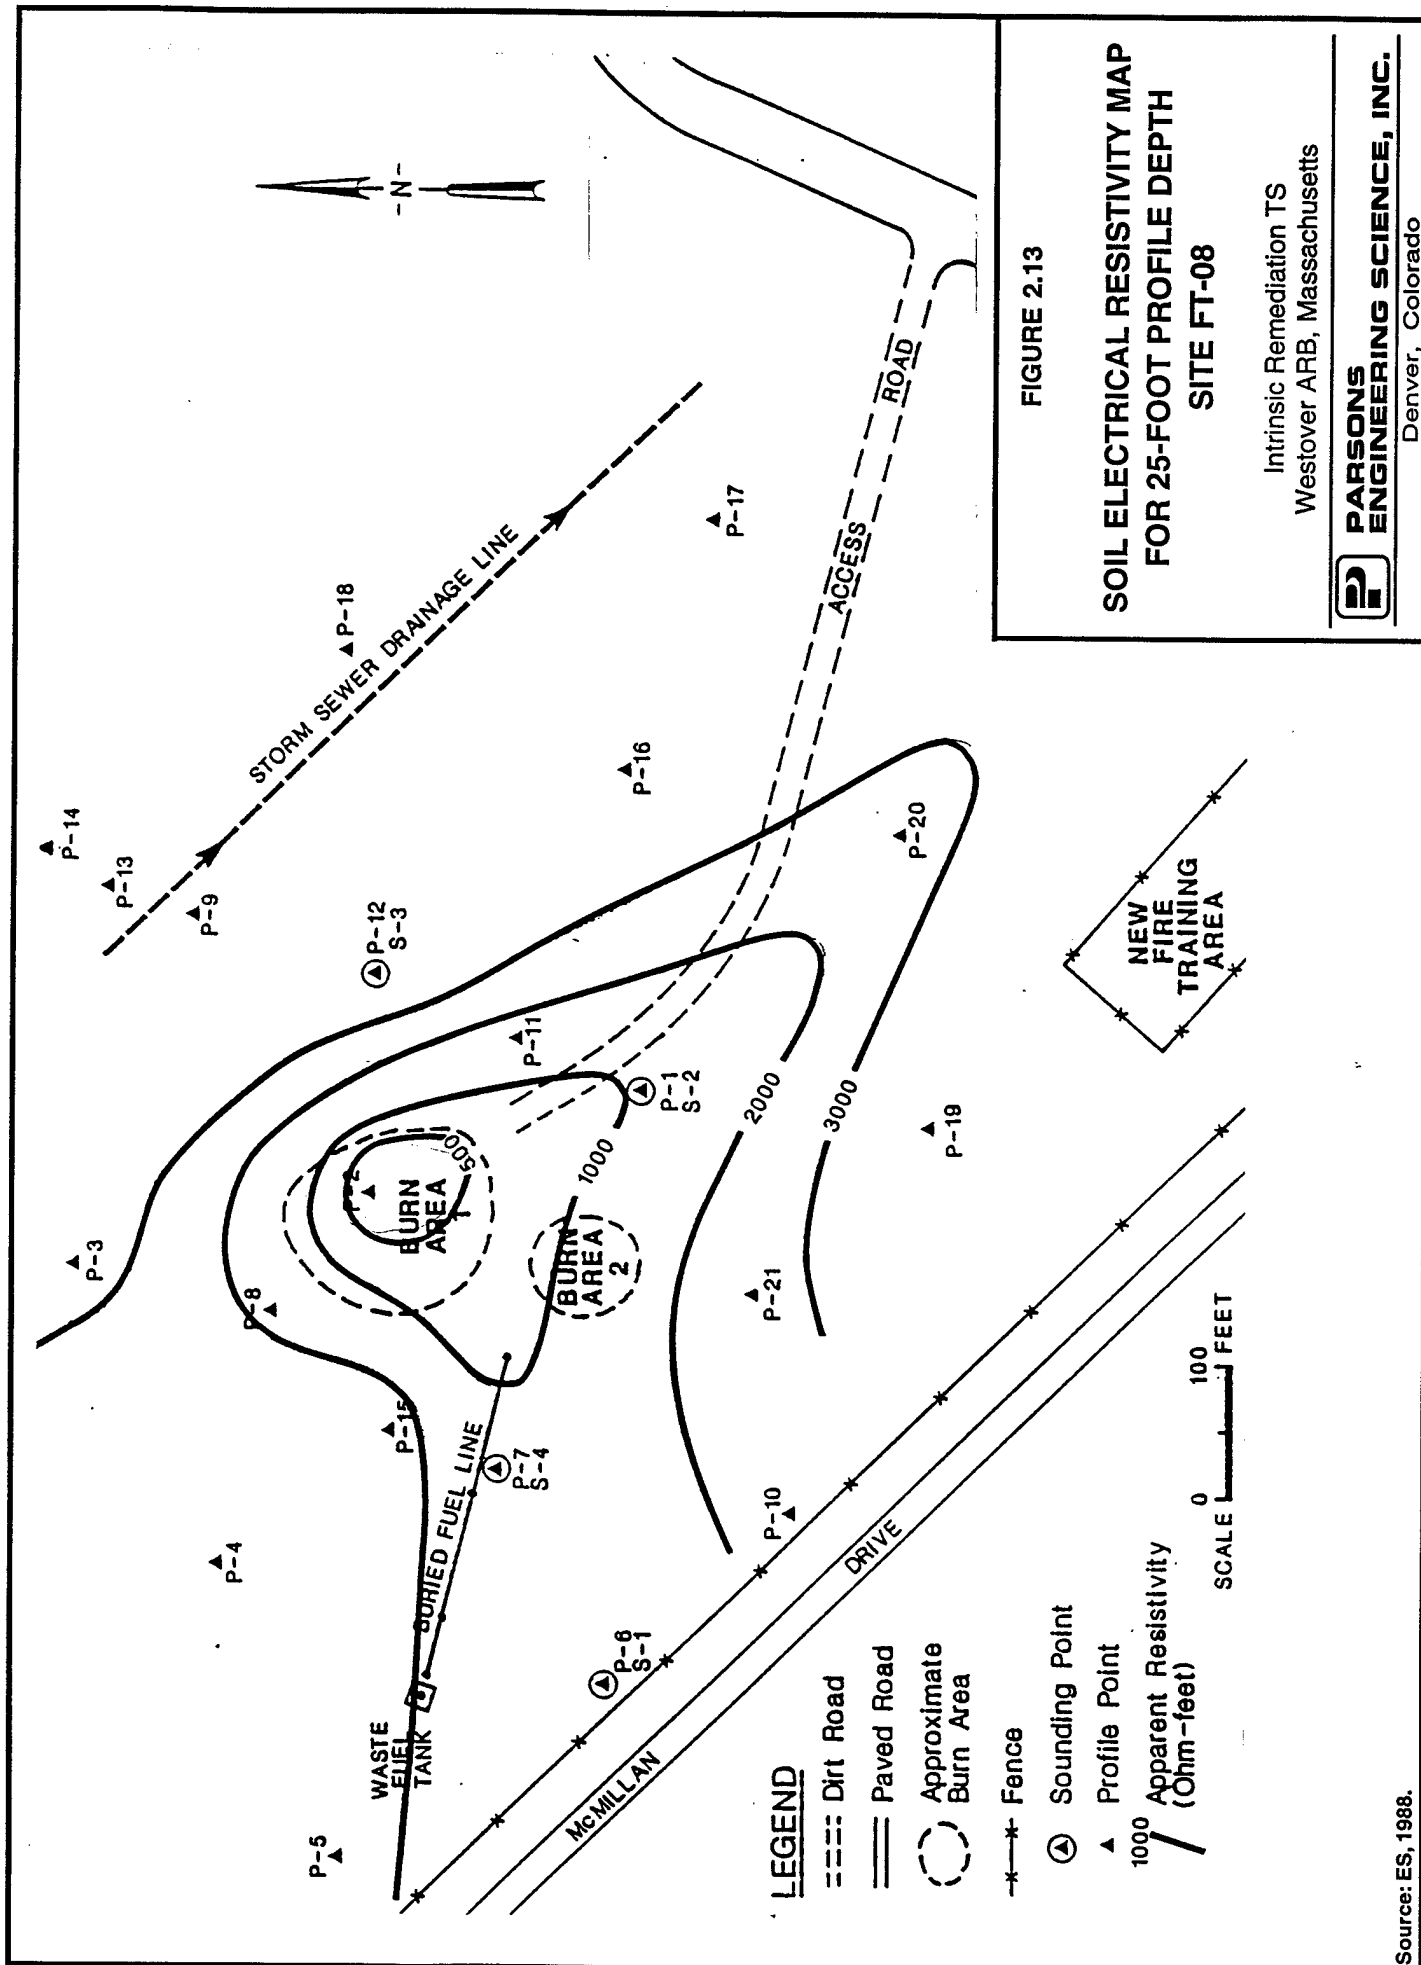 P-14
P-13
P-9
P-3
P-8
P-4
P-5
P-15
P-18
P-12
S-3
P-11
P-16
P-17
P-1
S-2
P-7
S-4
P-6
S-1
P-10
P-21
P-19
P-20
STORM SEWER DRAINAGE LINE
-N-
WASTE
FUEL
TANK
BURIED FUEL LINE
BURN
AREA
1
BURN
AREA
2
500
1000
2000
3000
ACCESS ROAD
NEW
FIRE
TRAINING
AREA
McMILLAN DRIVE
LEGEND
Dirt Road
Paved Road
Approximate
Burn Area
Fence
Sounding Point
Profile Point
1000
Apparent Resistivity
(Ohm-feet)
0 100
SCALE FEET
FIGURE 2.13
SOIL ELECTRICAL RESISTIVITY MAP
FOR 25-FOOT PROFILE DEPTH
SITE FT-08
Intrinsic Remediation TS
Westover ARB, Massachusetts
PARSONS
ENGINEERING SCIENCE, INC.
Denver, Colorado
Source: ES, 1988.